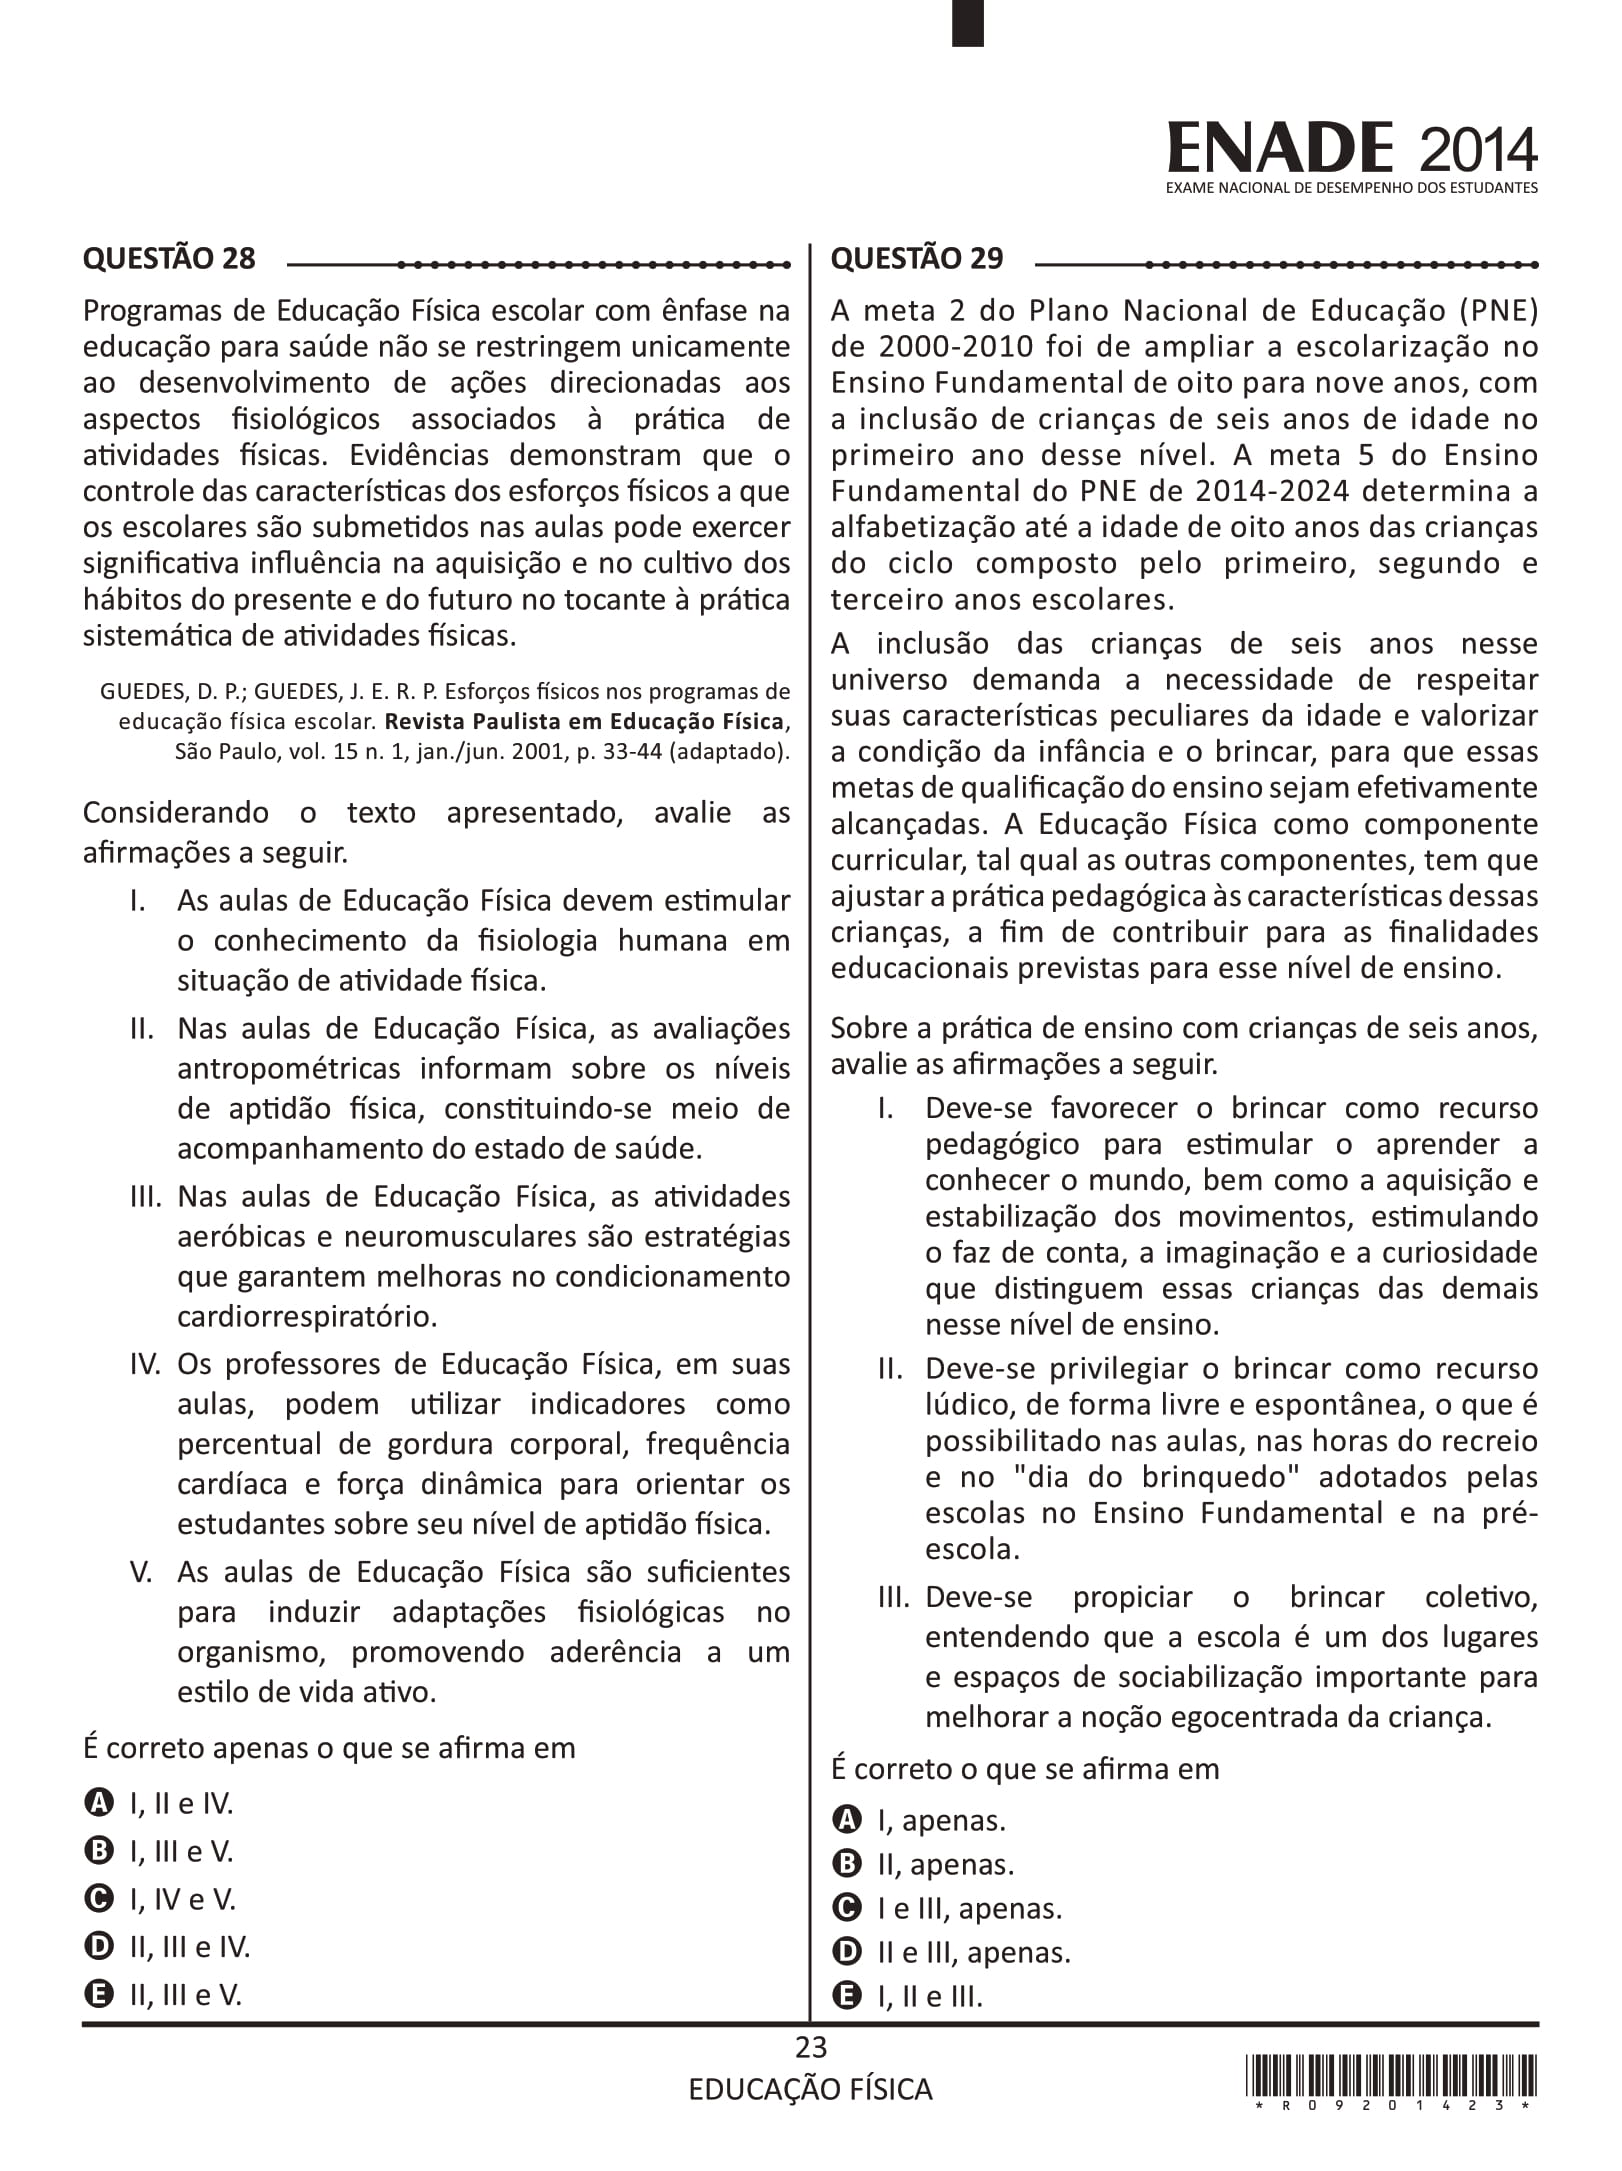 ENADE 2014
EXAME NACIONAL DE DESEMPENHO DOS ESTUDANTES
QUESTÃO 28
Programas de Educação Física escolar com ênfase na
educação para saúde não se restringem unicamente
ao desenvolvimento de ações direcionadas aos
aspectos fisiológicos associados à prática de
atividades físicas. Evidências demonstram que o
controle das características dos esforços físicos a que
os escolares são submetidos nas aulas pode exercer
significativa influência na aquisição e no cultivo dos
hábitos do presente e do futuro no tocante à prática
sistemática de atividades físicas.
GUEDES, D. P.; GUEDES, J. E. R. P. Esforços físicos nos programas de
educação física escolar. Revista Paulista em Educação Física,
São Paulo, vol. 15 n. 1, jan./jun. 2001, p. 33-44 (adaptado).
Considerando o texto apresentado, avalie as
afirmações a seguir.
I. As aulas de Educação Física devem estimular
o conhecimento da fisiologia humana em
situação de atividade física.
II. Nas aulas de Educação Física, as avaliações
antropométricas informam sobre os níveis
de aptidão física, constituindo-se meio de
acompanhamento do estado de saúde.
III. Nas aulas de Educação Física, as atividades
aeróbicas e neuromusculares são estratégias
que garantem melhoras no condicionamento
cardiorrespiratório.
IV. Os professores de Educação Física, em suas
aulas, podem utilizar indicadores como
percentual de gordura corporal, frequência
cardíaca e força dinâmica para orientar os
estudantes sobre seu nível de aptidão física.
V. As aulas de Educação Física são suficientes
para induzir adaptações fisiológicas no
organismo, promovendo aderência a um
estilo de vida ativo.
É correto apenas o que se afirma em
A I, II e IV.
B I, III e V.
C I, IV e V.
D II, III e IV.
E II, III e V.
QUESTÃO 29
A meta 2 do Plano Nacional de Educação (PNE)
de 2000-2010 foi de ampliar a escolarização no
Ensino Fundamental de oito para nove anos, com
a inclusão de crianças de seis anos de idade no
primeiro ano desse nível. A meta 5 do Ensino
Fundamental do PNE de 2014-2024 determina a
alfabetização até a idade de oito anos das crianças
do ciclo composto pelo primeiro, segundo e
terceiro anos escolares.
A inclusão das crianças de seis anos nesse
universo demanda a necessidade de respeitar
suas características peculiares da idade e valorizar
a condição da infância e o brincar, para que essas
metas de qualificação do ensino sejam efetivamente
alcançadas. A Educação Física como componente
curricular, tal qual as outras componentes, tem que
ajustar a prática pedagógica às características dessas
crianças, a fim de contribuir para as finalidades
educacionais previstas para esse nível de ensino.
Sobre a prática de ensino com crianças de seis anos,
avalie as afirmações a seguir.
I. Deve-se favorecer o brincar como recurso
pedagógico para estimular o aprender a
conhecer o mundo, bem como a aquisição e
estabilização dos movimentos, estimulando
o faz de conta, a imaginação e a curiosidade
que distinguem essas crianças das demais
nesse nível de ensino.
II. Deve-se privilegiar o brincar como recurso
lúdico, de forma livre e espontânea, o que é
possibilitado nas aulas, nas horas do recreio
e no "dia do brinquedo" adotados pelas
escolas no Ensino Fundamental e na pré-
escola.
III. Deve-se propiciar o brincar coletivo,
entendendo que a escola é um dos lugares
e espaços de sociabilização importante para
melhorar a noção egocentrada da criança.
É correto o que se afirma em
A I, apenas.
B II, apenas.
C I e III, apenas.
D II e III, apenas.
E I, II e III.
23
EDUCAÇÃO FÍSICA
*R09201423*